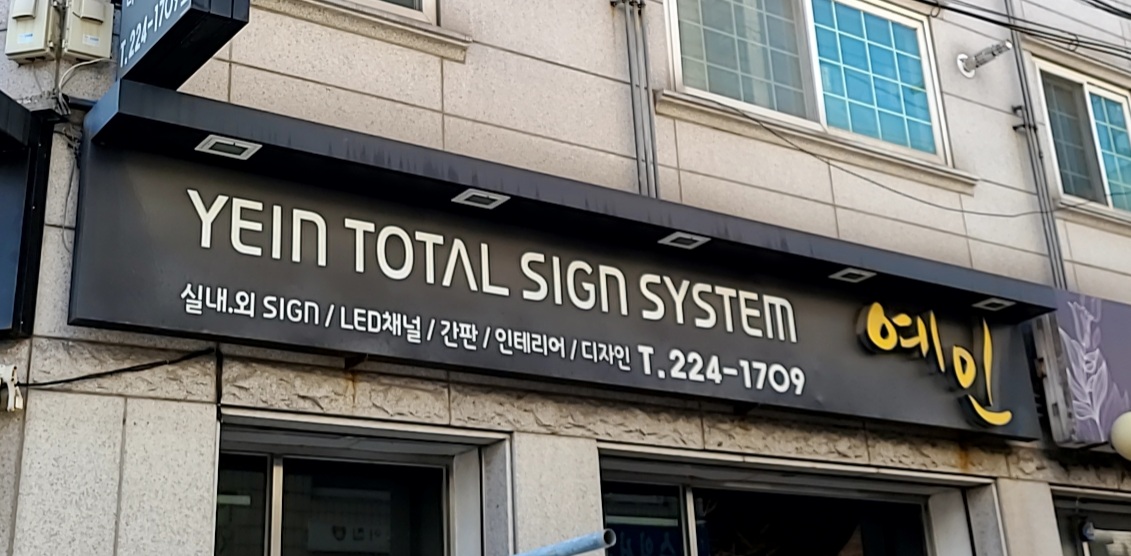 T.224-1709
YEIN TOTAL SIGN SYSTEM
실내.외 SIGN / LED채널 / 간판 / 인테리어 / 디자인 T.224-1709
예인